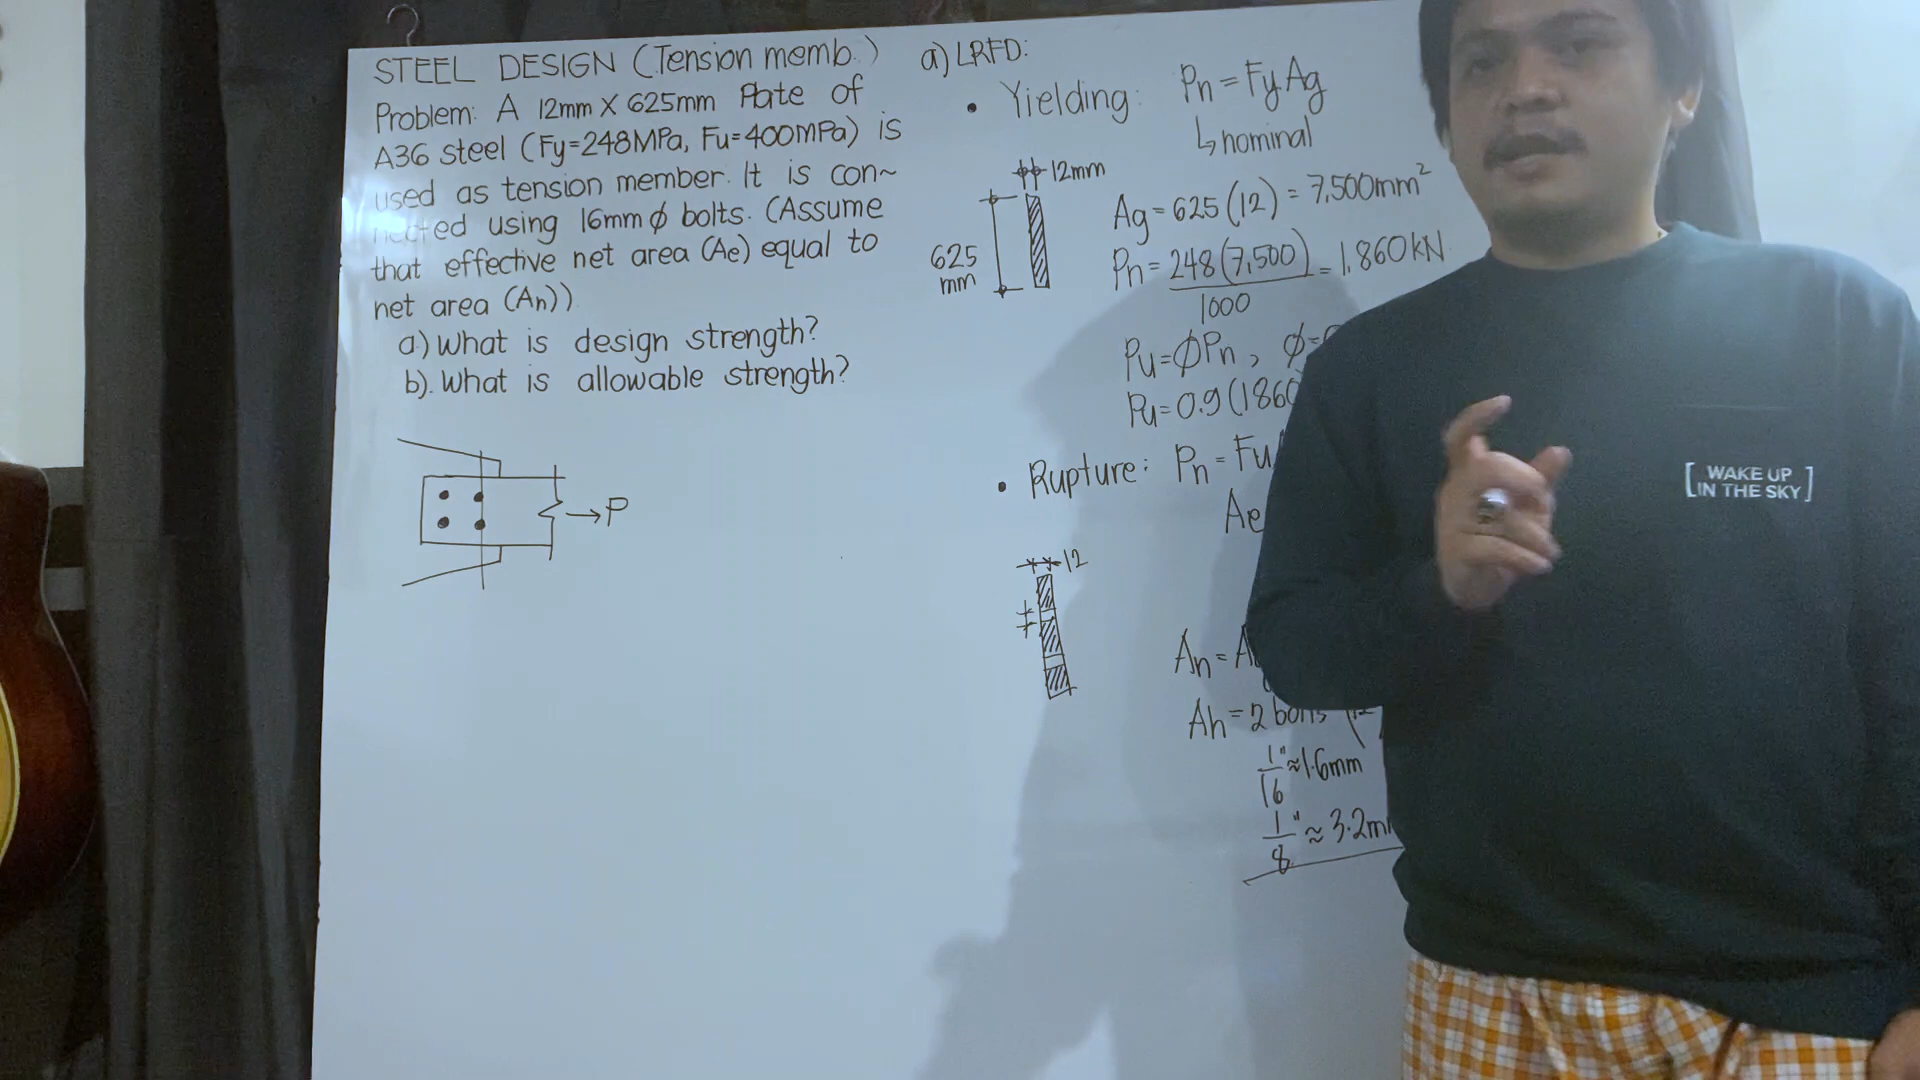 STEEL DESIGN (Tension memb.)
Problem: A 12mm X 625mm Plate of
A36 steel (Fy=248MPa, Fu=400MPa) is
used as tension member. It is con~
nected using 16mm ϕ bolts. (Assume
that effective net area (Ae) equal to
net area (An)).
a) What is design strength?
b). What is allowable strength?
→P
a) LRFD:
• Yielding: Pn = FyAg
↳ nominal
12mm
625
mm
Ag = 625 (12) = 7,500mm²
Pn = 248 (7,500) = 1,860 kN
1000
Pu = ϕPn , ϕ=
Pu = 0.9 (1860
• Rupture: Pn = Fu
Ae
12
An = A
Ah = 2 bolts (12
1" ≈ 1.6mm
16
1" ≈ 3.2m
8
[WAKE UP
IN THE SKY]